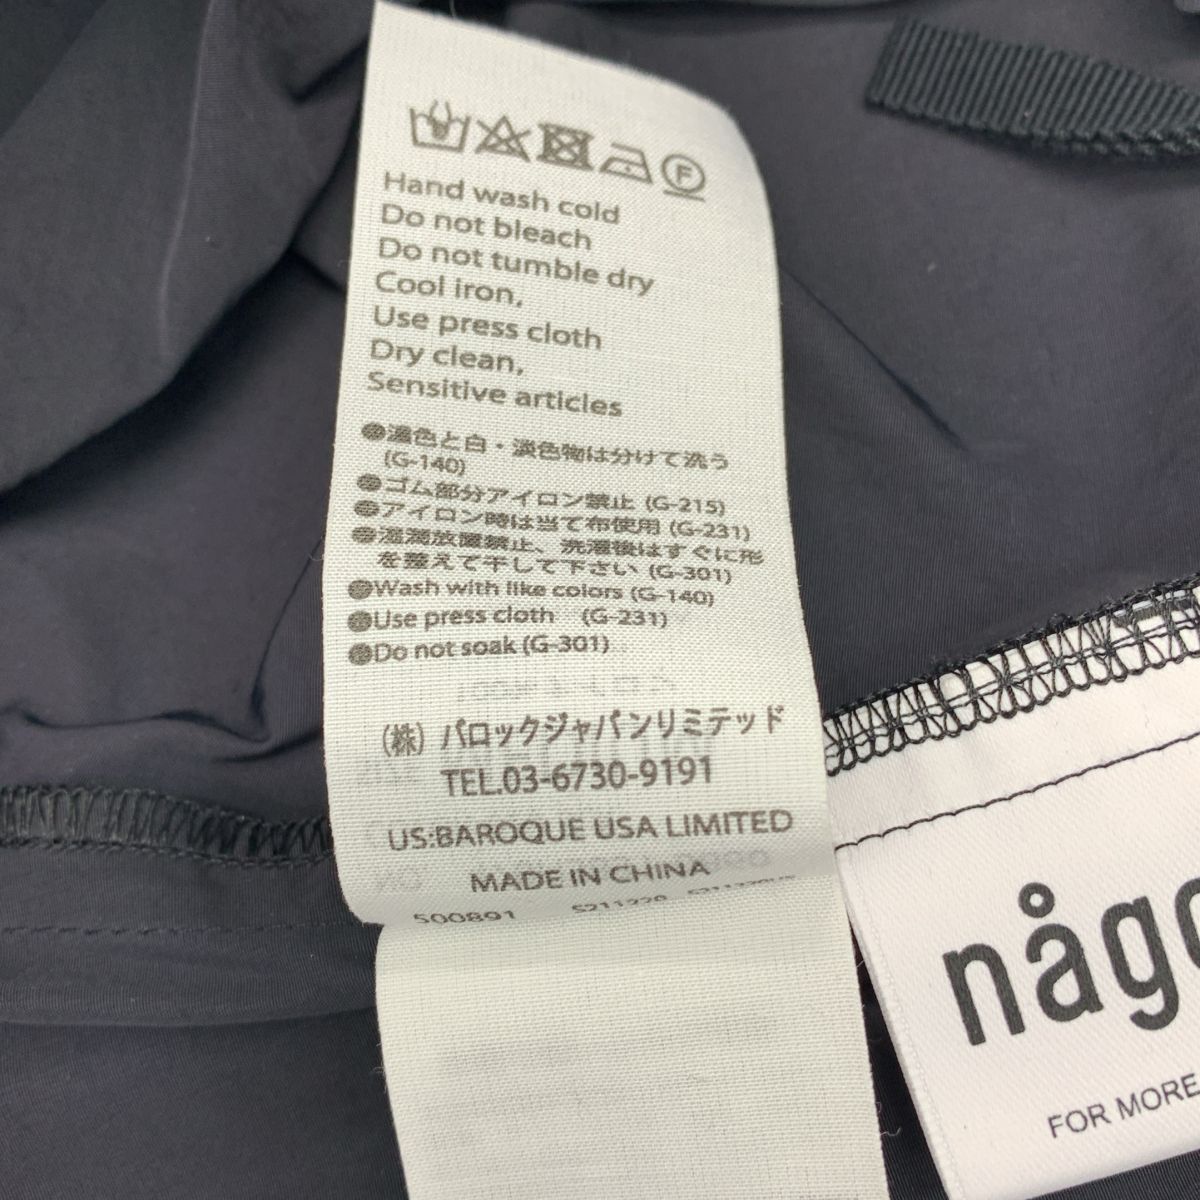 F
Hand wash cold
Do not bleach
Do not tumble dry
Cool iron,
Use press cloth
Dry clean,
Sensitive articles
●濃色と白・淡色物は分けて洗う
(G-140)
●ゴム部分アイロン禁止 (G-215)
●アイロン時は当て布使用 (G-231)
●湿潤放置禁止、洗濯後はすぐに形
を整えて干して下さい (G-301)
●Wash with like colors (G-140)
●Use press cloth (G-231)
●Do not soak (G-301)
(株) バロックジャパンリミテッド
TEL.03-6730-9191
US:BAROQUE USA LIMITED
MADE IN CHINA
500891 S211220
någo
FOR MORE